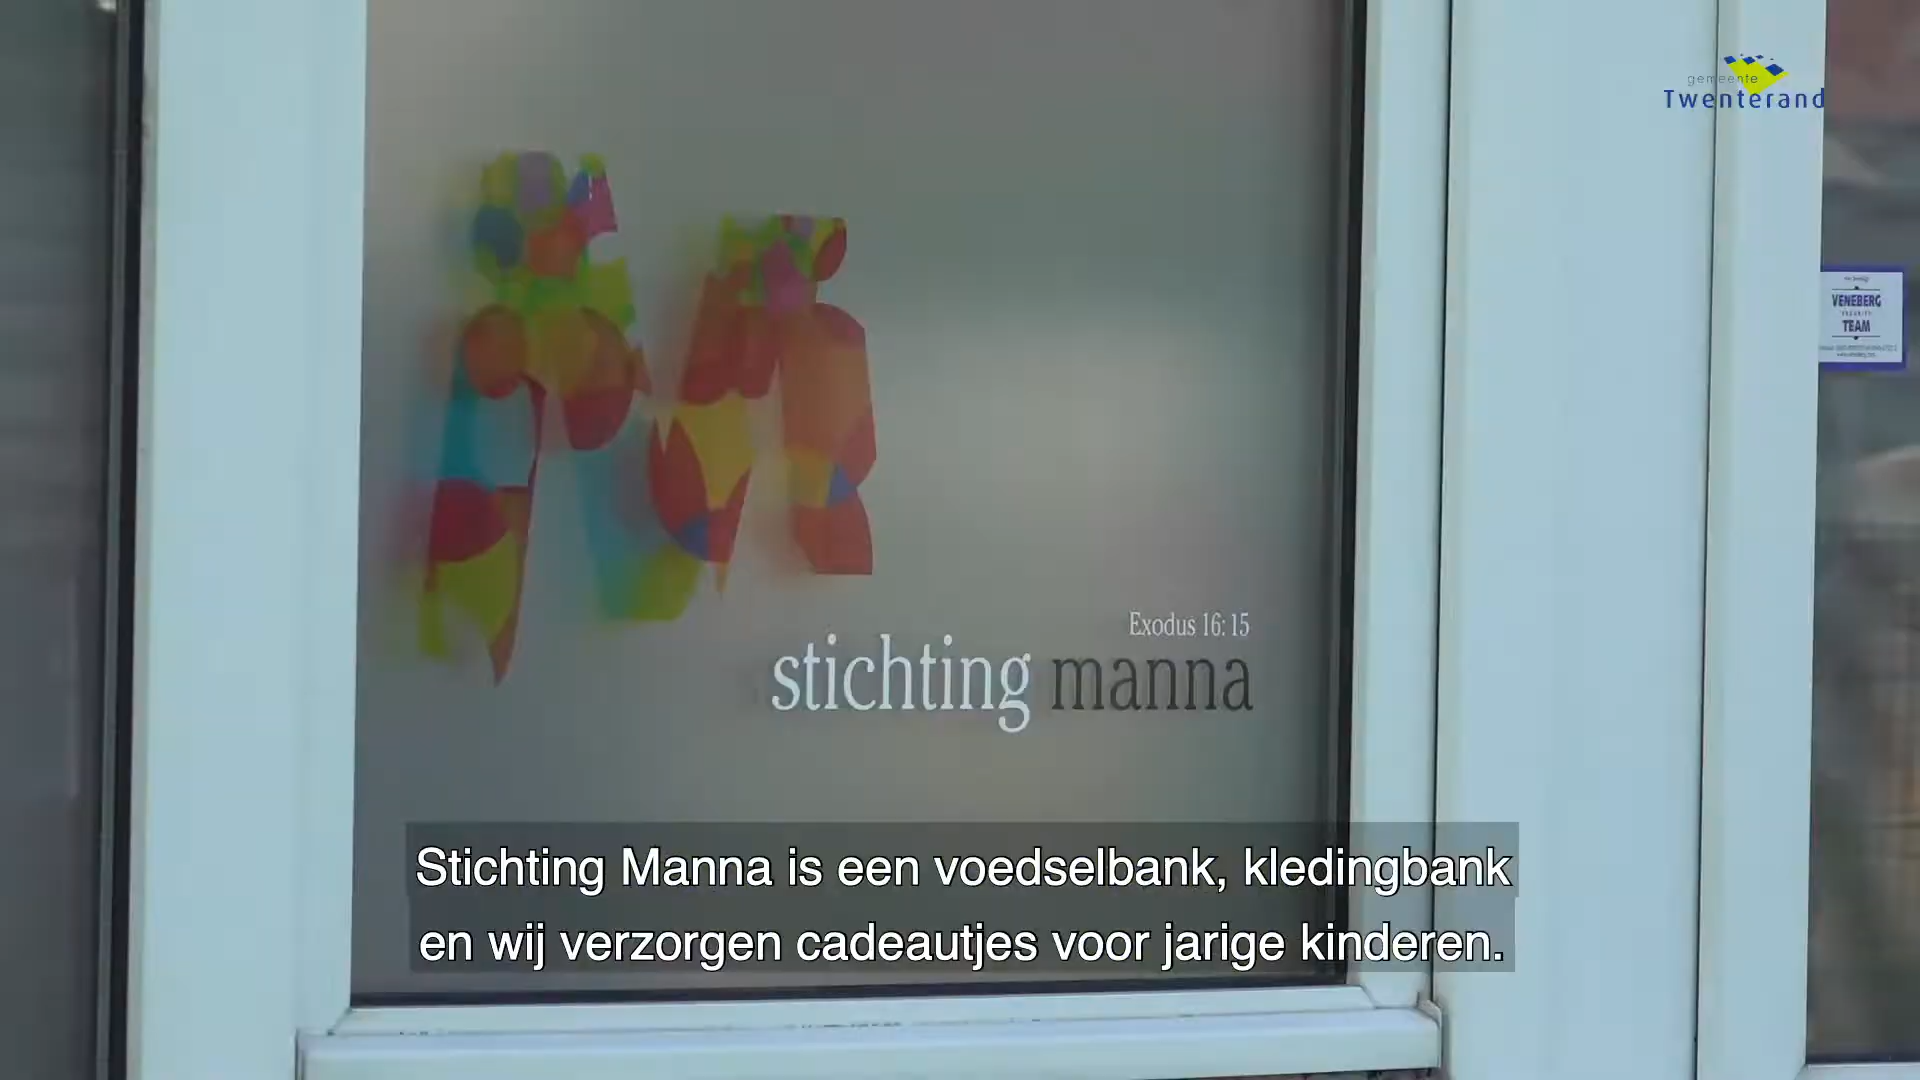 gemeente
Twenterand
VENEBERG
SECURITY
TEAM
Exodus 16:15
stichting manna
Stichting Manna is een voedselbank, kledingbank
en wij verzorgen cadeautjes voor jarige kinderen.